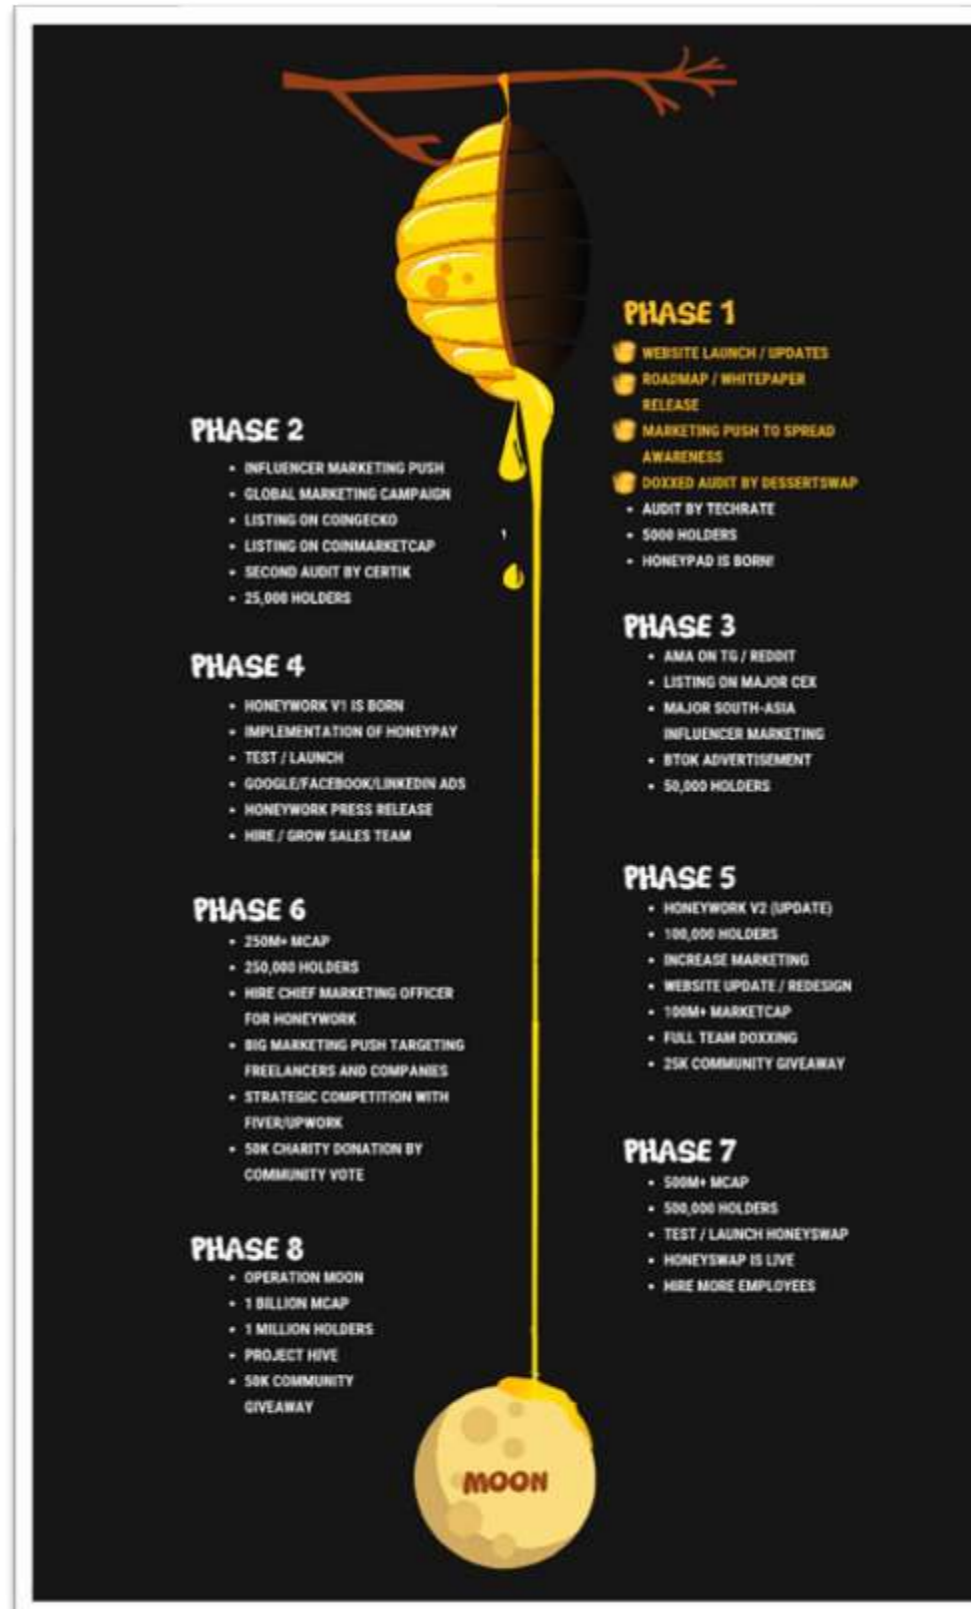 PHASE 1
WEBSITE LAUNCH / UPDATES
ROADMAP / WHITEPAPER
RELEASE
MARKETING PUSH TO SPREAD
AWARENESS
DOXXED AUDIT BY DESSERTSWAP
• AUDIT BY TECHRATE
• 5000 HOLDERS
• HONEYPAD IS BORN!
PHASE 2
• INFLUENCER MARKETING PUSH
• GLOBAL MARKETING CAMPAIGN
• LISTING ON COINGECKO
• LISTING ON COINMARKETCAP
• SECOND AUDIT BY CERTIK
• 25,000 HOLDERS
PHASE 3
• AMA ON TG / REDDIT
• LISTING ON MAJOR CEX
• MAJOR SOUTH-ASIA
INFLUENCER MARKETING
• BTOK ADVERTISEMENT
• 50,000 HOLDERS
PHASE 4
• HONEYWORK V1 IS BORN
• IMPLEMENTATION OF HONEYPAY
• TEST / LAUNCH
• GOOGLE/FACEBOOK/LINKEDIN ADS
• HONEYWORK PRESS RELEASE
• HIRE / GROW SALES TEAM
PHASE 5
• HONEYWORK V2 (UPDATE)
• 100,000 HOLDERS
• INCREASE MARKETING
• WEBSITE UPDATE / REDESIGN
• 100M+ MARKETCAP
• FULL TEAM DOXXING
• 25K COMMUNITY GIVEAWAY
PHASE 6
• 250M+ MCAP
• 250,000 HOLDERS
• HIRE CHIEF MARKETING OFFICER
FOR HONEYWORK
• BIG MARKETING PUSH TARGETING
FREELANCERS AND COMPANIES
• STRATEGIC COMPETITION WITH
FIVER/UPWORK
• 50K CHARITY DONATION BY
COMMUNITY VOTE
PHASE 7
• 500M+ MCAP
• 500,000 HOLDERS
• TEST / LAUNCH HONEYSWAP
• HONEYSWAP IS LIVE
• HIRE MORE EMPLOYEES
PHASE 8
• OPERATION MOON
• 1 BILLION MCAP
• 1 MILLION HOLDERS
• PROJECT HIVE
• 50K COMMUNITY
GIVEAWAY
MOON